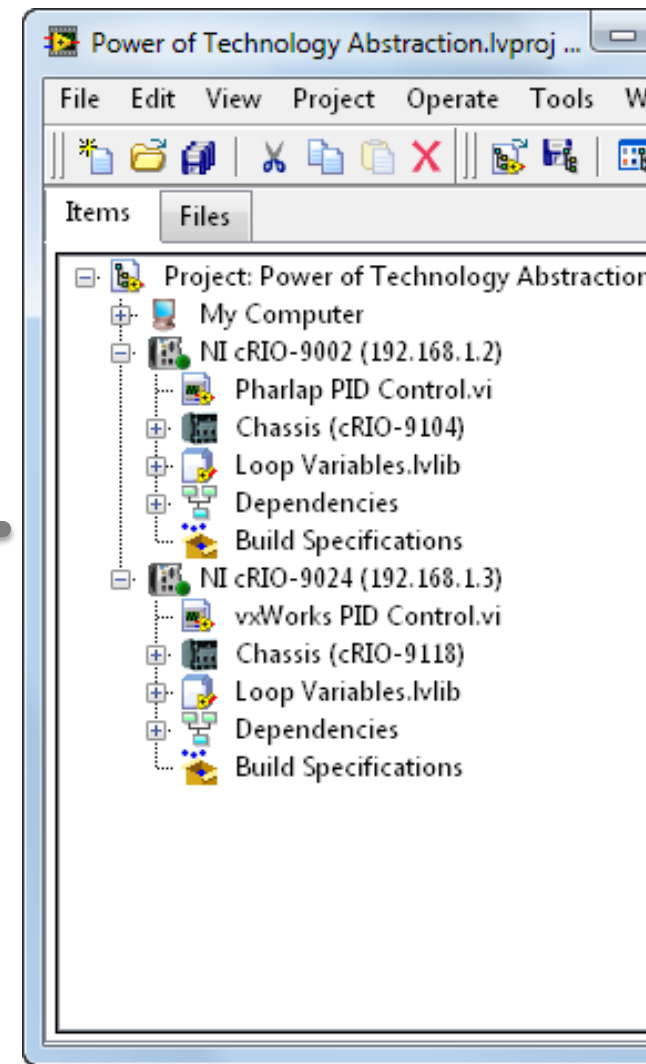 Power of Technology Abstraction.lvproj ...
File Edit View Project Operate Tools W
Items Files
Project: Power of Technology Abstraction
My Computer
NI cRIO-9002 (192.168.1.2)
Pharlap PID Control.vi
Chassis (cRIO-9104)
Loop Variables.lvlib
Dependencies
Build Specifications
NI cRIO-9024 (192.168.1.3)
vxWorks PID Control.vi
Chassis (cRIO-9118)
Loop Variables.lvlib
Dependencies
Build Specifications